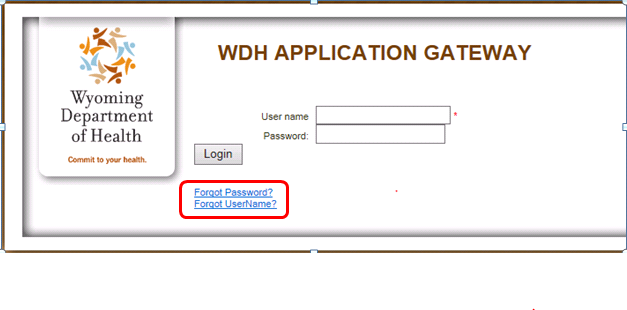 WDH APPLICATION GATEWAY
Wyoming
Department
of Health
Commit to your health.
User name *
Password:
Login
Forgot Password?
Forgot UserName?